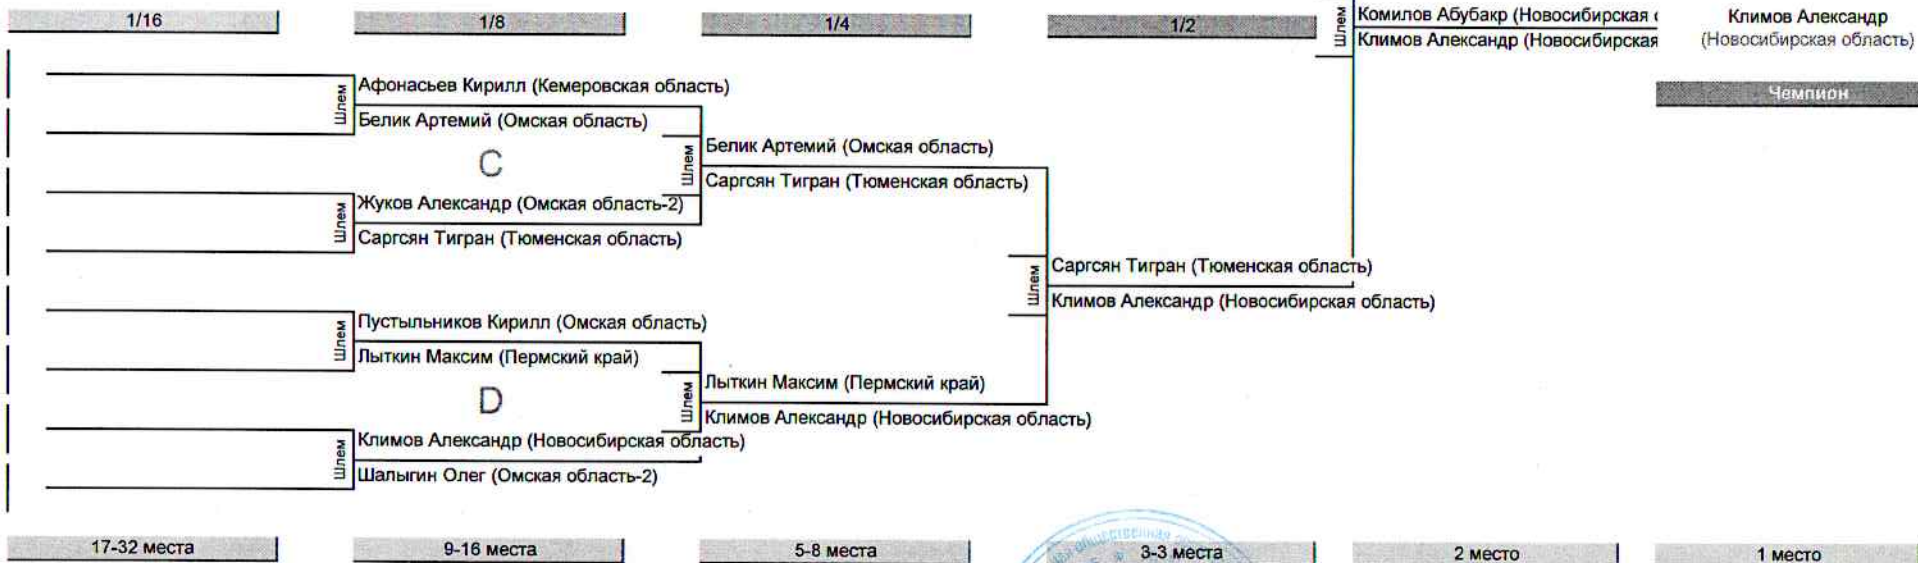 1/16
1/8
1/4
1/2
Шлем
Комилов Абубакр (Новосибирская
Климов Александр (Новосибирская
Климов Александр
(Новосибирская область)
Чемпион
Шлем
Афонасьев Кирилл (Кемеровская область)
Белик Артемий (Омская область)
C
Шлем
Белик Артемий (Омская область)
Саргсян Тигран (Тюменская область)
Шлем
Жуков Александр (Омская область-2)
Саргсян Тигран (Тюменская область)
Шлем
Саргсян Тигран (Тюменская область)
Климов Александр (Новосибирская область)
Шлем
Пустыльников Кирилл (Омская область)
Лыткин Максим (Пермский край)
D
Шлем
Лыткин Максим (Пермский край)
Климов Александр (Новосибирская область)
Шлем
Климов Александр (Новосибирская область)
Шалыгин Олег (Омская область-2)
17-32 места
9-16 места
5-8 места
общественная
3-3 места
2 место
1 место